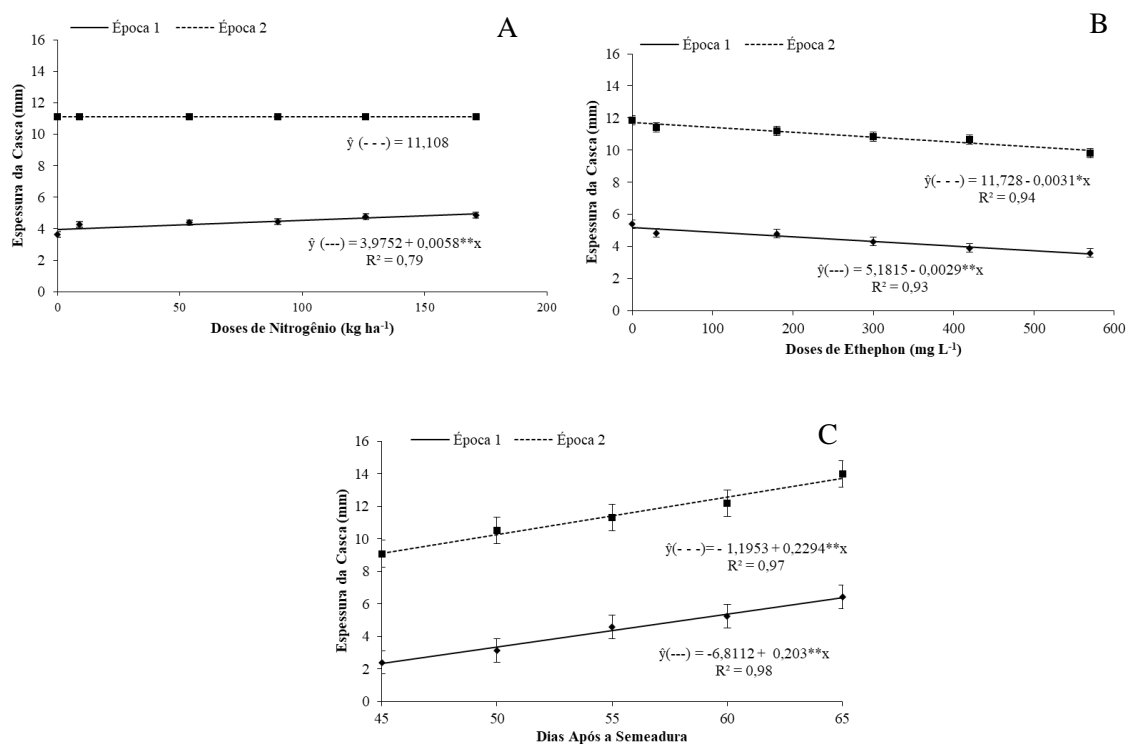 Época 1 Época 2
A
Espessura da Casca (mm)
16
14
12
10
8
6
4
2
0
ŷ (- - -) = 11,108
ŷ (---) = 3,9752 + 0,0058**x
R² = 0,79
0 50 100 150 200
Doses de Nitrogênio (kg ha⁻¹)
Época 1 Época 2
B
Espessura da Casca (mm)
16
14
12
10
8
6
4
2
0
ŷ(- - -) = 11,728 - 0,0031*x
R² = 0,94
ŷ(---) = 5,1815 - 0,0029**x
R² = 0,93
0 100 200 300 400 500 600
Doses de Ethephon (mg L⁻¹)
Época 1 Época 2
C
Espessura da Casca (mm)
16
14
12
10
8
6
4
2
0
ŷ(- - -)= - 1,1953 + 0,2294**x
R² = 0,97
ŷ(---) = -6,8112 + 0,203**x
R² = 0,98
45 50 55 60 65
Dias Após a Semeadura